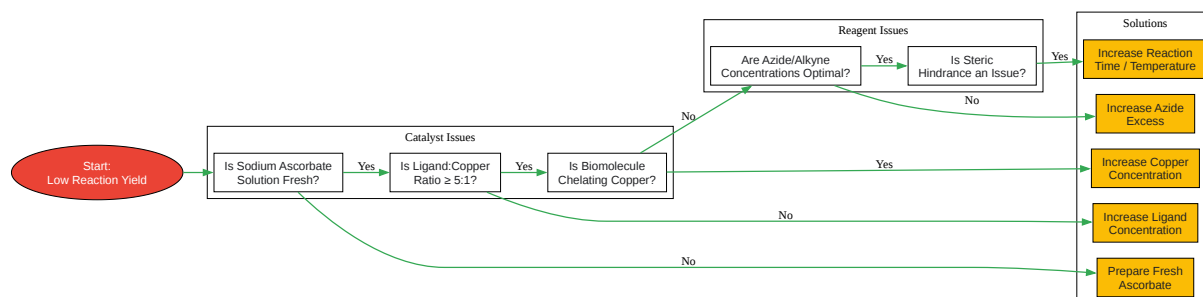 Solutions
Reagent Issues
Are Azide/Alkyne
Concentrations Optimal?
Yes
Is Steric
Hindrance an Issue?
Yes
Increase Reaction
Time / Temperature
No
Increase Azide
Excess
No
Catalyst Issues
Start:
Low Reaction Yield
Is Sodium Ascorbate
Solution Fresh?
Yes
Is Ligand:Copper
Ratio ≥ 5:1?
Yes
Is Biomolecule
Chelating Copper?
Yes
Increase Copper
Concentration
No
Increase Ligand
Concentration
No
Prepare Fresh
Ascorbate